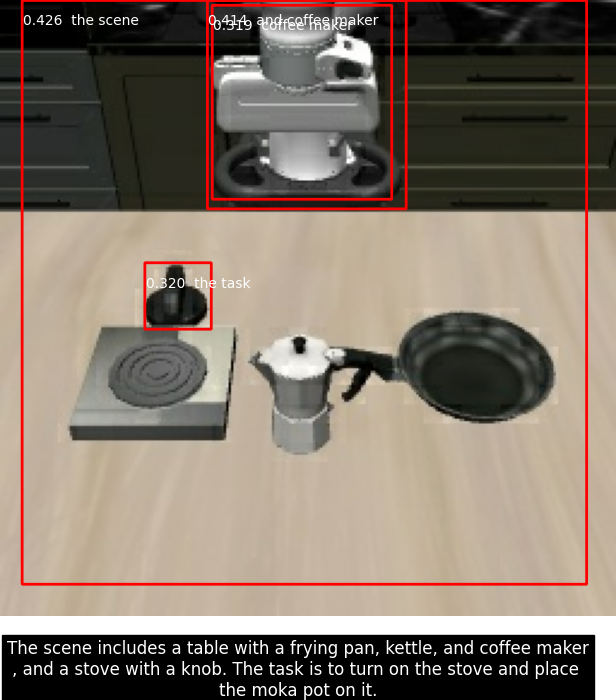 0.426 the scene
0.414 and coffee maker
0.319 coffee maker
0.320 the task
The scene includes a table with a frying pan, kettle, and coffee maker
, and a stove with a knob. The task is to turn on the stove and place
the moka pot on it.